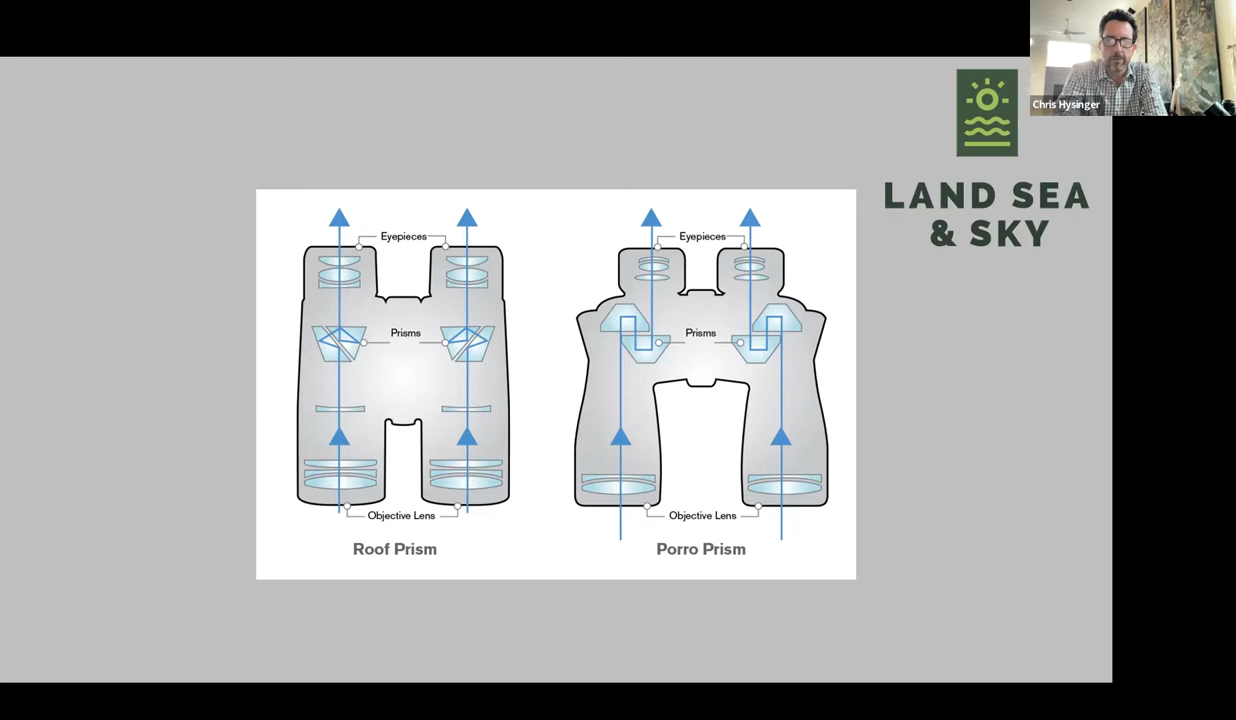 Chris Hysinger
LAND SEA
& SKY
Eyepieces
Eyepieces
Prisms
Prisms
Objective Lens
Objective Lens
Roof Prism
Porro Prism